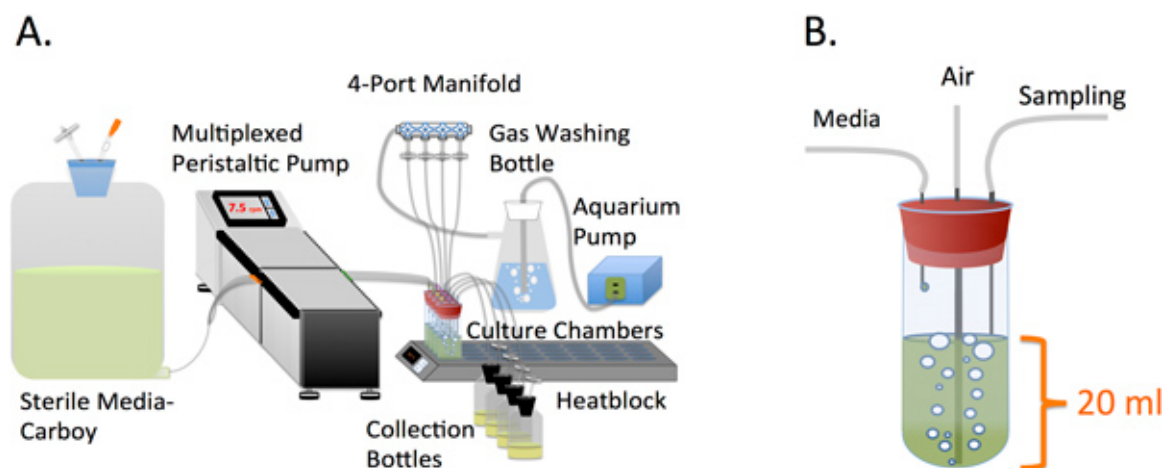 A.
4-Port Manifold
Multiplexed
Peristaltic Pump
7.5 rpm
Gas Washing
Bottle
Aquarium
Pump
Culture Chambers
Heatblock
Sterile Media-
Carboy
Collection
Bottles
B.
Air
Media
Sampling
20 ml